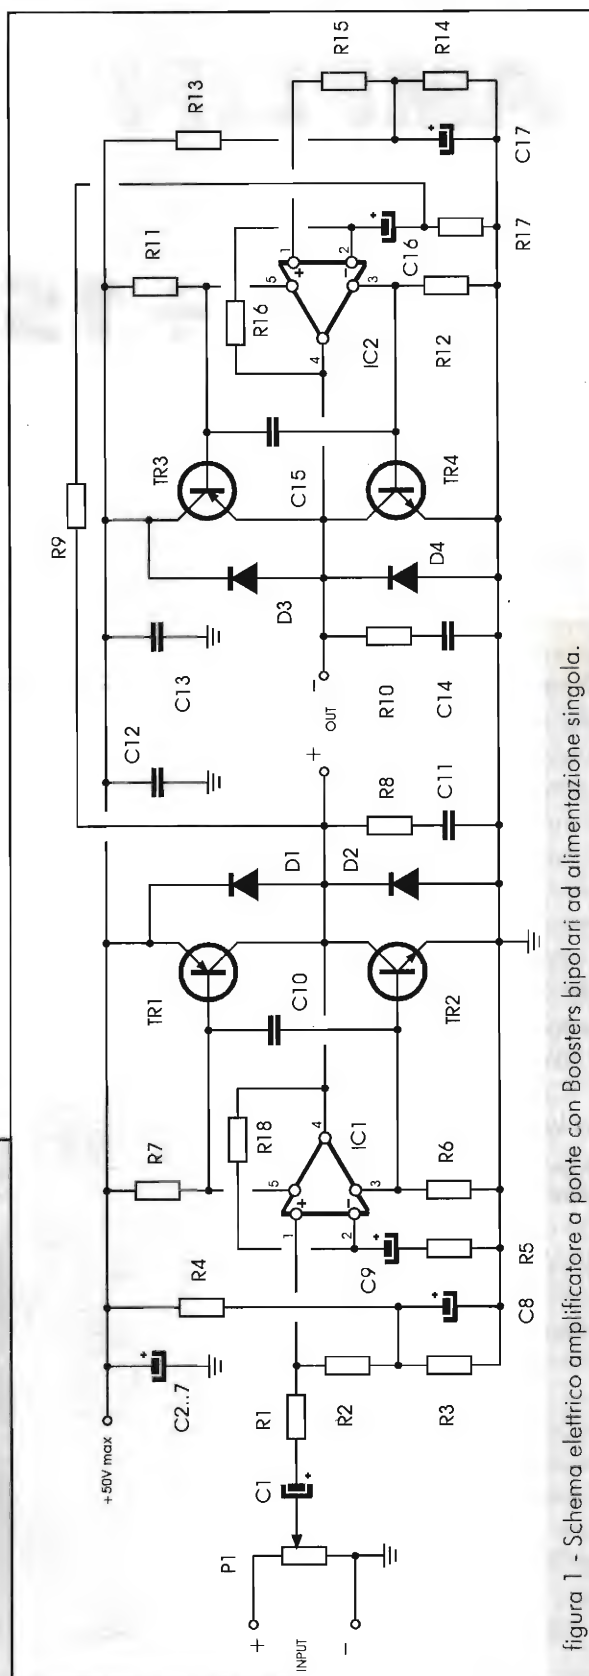 +50V max
C2..7
+
R4
R7
TR1
D1
C12
C13
R9
TR3
D3
R11
R13
R15
+
INPUT
−
P1
C1
+
R1
R2
R3
C8
+
1
2
3
4
5
+
−
IC1
R18
C9
+
R5
R6
C10
TR2
D2
R8
C11
+
OUT
−
R10
C14
D4
TR4
C15
R16
IC2
1
2
3
4
5
+
−
C16
+
R12
R17
C17
+
R14
figura 1 - Schema elettrico amplificatore a ponte con Boosters bipolari ad alimentazione singola.